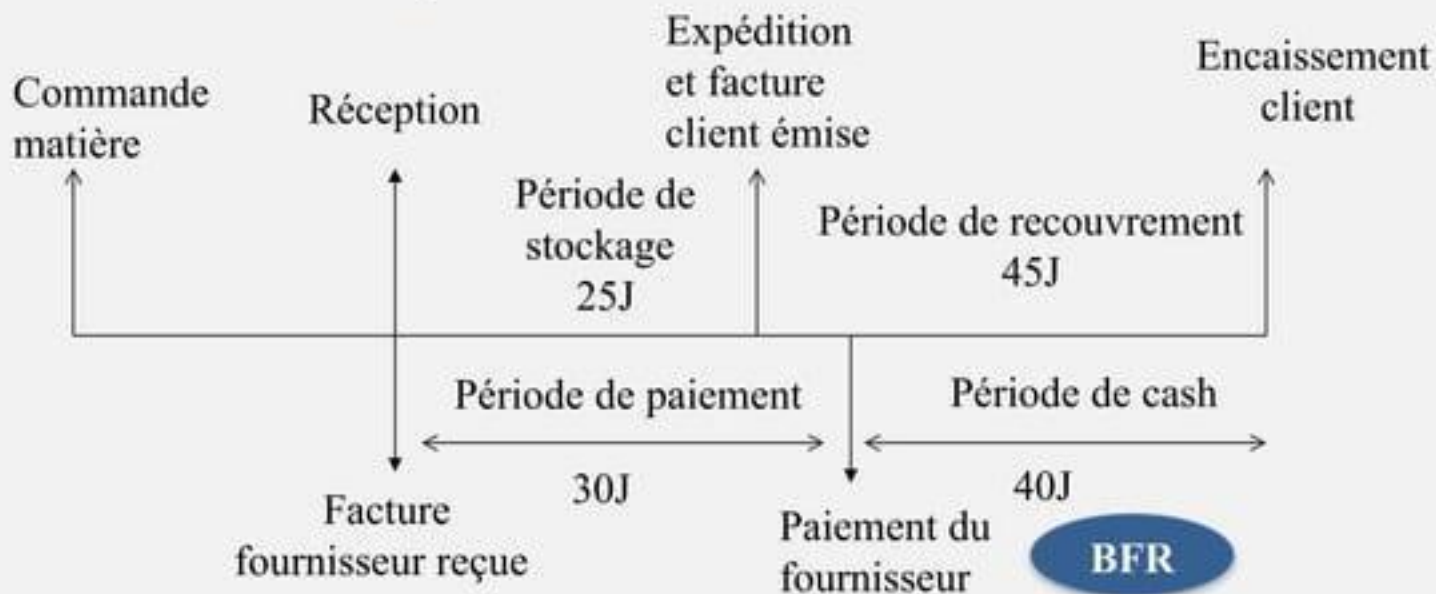 Commande
matière
Réception
Expédition
et facture
client émise
Encaissement
client
Période de
stockage
25J
Période de recouvrement
45J
Période de paiement
30J
Période de cash
40J
Facture
fournisseur reçue
Paiement du
fournisseur
BFR